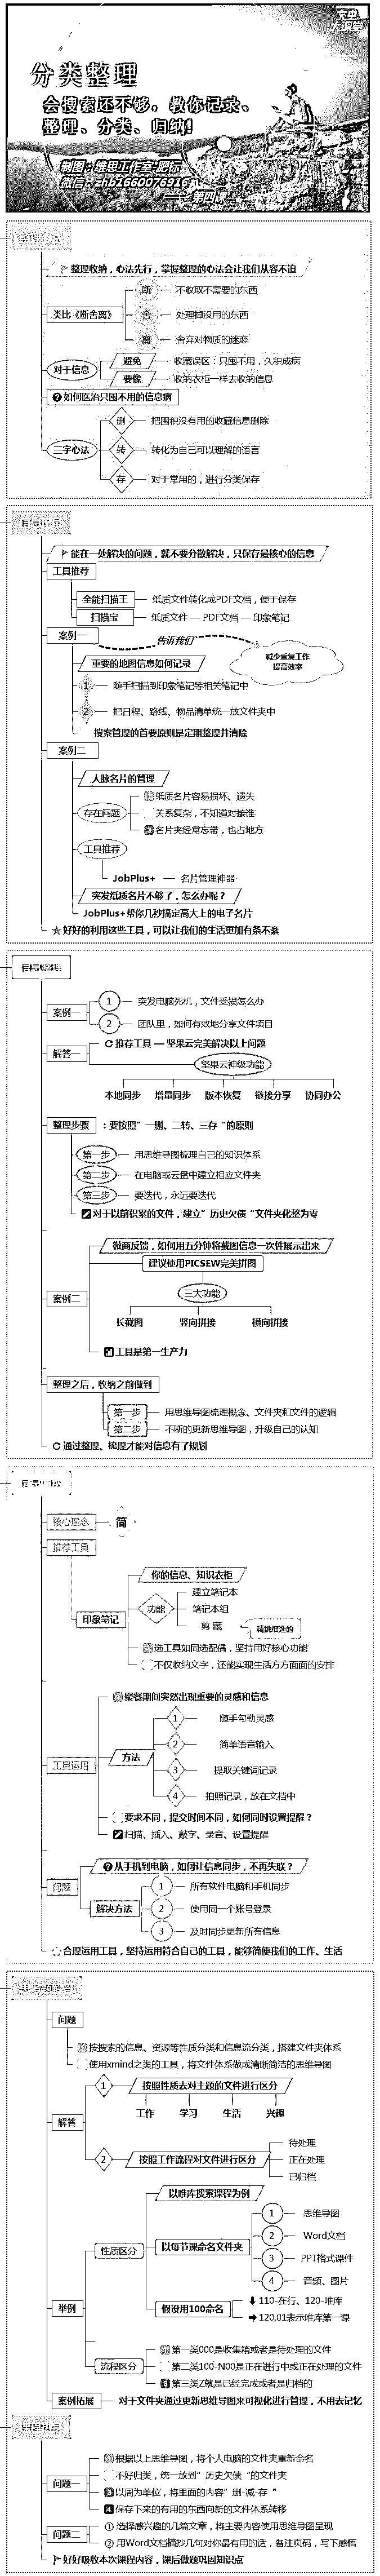 大课堂
分类整理
会搜索还不够，教你记录、
整理、分类、归纳！
第四课
整理收纳，心法先行，掌握整理的心法会让我们从容不迫
类比《断舍离》
断 不收取不需要的东西
舍 处理掉没用的东西
离 舍弃对物质的迷恋
对于信息
避免 收藏误区：只囤不用，久积成病
要像 收纳衣柜一样去收纳信息
如何医治只囤不用的信息病
三字心法
删 把囤积没有用的收藏信息删除
转 转化为自己可以理解的语言
存 对于常用的，进行分类保存
能在一处解决的问题，就不要分散解决，只保存最核心的信息
工具推荐
全能扫描王 纸质文件转化成PDF文档，便于保存
扫描宝 纸质文件 — PDF文档 — 印象笔记
案例一
告诉我们
减少重复工作
提高效率
重要的地图信息如何记录
1 随手扫描到印象笔记等相关笔记中
2 把日程、路线、物品清单统一放文件夹中
搜索管理的首要原则是定期整理并清除
案例二
人脉名片的管理
存在问题
纸质名片容易损坏、遗失
关系复杂，不知道对接谁
3 名片夹经常忘带，也占地方
工具推荐
JobPlus+ — 名片管理神器
突发纸质名片不够了，怎么办呢？
JobPlus+帮你几秒搞定高大上的电子名片
好好的利用这些工具，可以让我们的生活更加有条不紊
案例一
1 突发电脑死机，文件受损怎么办
2 团队里，如何有效地分享文件项目
解答一
推荐工具 — 坚果云完美解决以上问题
坚果云神级功能
本地同步 增量同步 版本恢复 链接分享 协同办公
整理步骤 ：要按照”一删、二转、三存“的原则
第一步 用思维导图梳理自己的知识体系
第二步 在电脑或云盘中建立相应文件夹
第三步 要迭代，永远要迭代
对于以前积累的文件，建立”历史欠债“文件夹化整为零
案例二
微商反馈，如何用五分钟将截图信息一次性展示出来
建议使用PICSEW完美拼图
三大功能
长截图 竖向拼接 横向拼接
工具是第一生产力
整理之后，收纳之前做到
第一步 用思维导图梳理概念、文件夹和文件的逻辑
第二步 不断的更新思维导图，升级自己的认知
通过整理、梳理才能对信息有了规划
核心理念 简
推荐工具
印象笔记
你的信息、知识衣柜
功能
建立笔记本
笔记本组
剪 藏
精挑细选的
选工具如同选配偶，坚持用好核心功能
不仅收纳文字，还能实现生活方方面面的安排
工具运用
聚餐期间突然出现重要的灵感和信息
方法
1 随手勾勒灵感
2 简单语音输入
3 提取关键词记录
4 拍照记录，放在文档中
要求不同，提交时间不同，如何同时设置提醒？
扫描、插入、敲字、录音、设置提醒
问题
从手机到电脑，如何让信息同步，不再失联？
解决方法
1 所有软件电脑和手机同步
2 使用同一个账号登录
3 及时同步更新所有信息
合理运用工具，坚持运用符合自己的工具，能够简便我们的工作、生活
问题
按搜索的信息、资源等性质分类和信息流分类，搭建文件夹体系
使用xmind之类的工具，将文件体系做成清晰简洁的思维导图
解答
1 按照性质去对主题的文件进行区分
工作 学习 生活 兴趣
2 按照工作流程对文件进行区分
待处理
正在处理
已归档
举例
性质区分
以唯库搜索课程为例
以每节课命名文件夹
1 思维导图
2 Word文档
3 PPT格式课件
4 音频、图片
假设用100命名
110-在行、120-唯库
120.01表示唯库第一课
流程区分
第一类000是收集箱或者是待处理的文件
第二类100-N00是正在进行中或正在处理的文件
3 第三类Z就是已经完成或者是归档的
案例拓展 对于文件夹通过更新思维导图来可视化进行管理，不用去记忆
问题一
根据以上思维导图，将个人电脑的文件夹重新命名
不好归类，统一放到”历史欠债“的文件夹
3 以周为单位，将里面的内容”删-减-存“
4 保存下来的有用的东西向新的文件体系转移
问题二
① 选择感兴趣的几篇文章，将主要内容使用思维导图呈现
② 用Word文档摘抄几句对你最有用的话，备注页码，写下感悟
好好吸收本次课程内容，课后做题巩固知识点